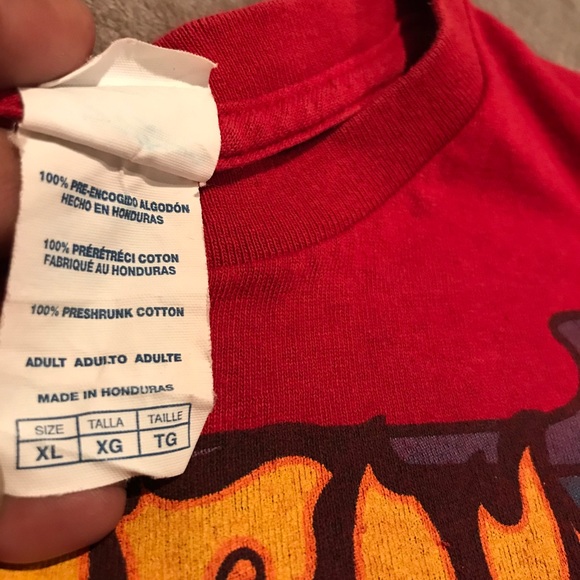 100% PRE-ENCOGIDO ALGODÓN
HECHO EN HONDURAS
100% PRÉRÉTRÉCI COTON
FABRIQUÉ AU HONDURAS
100% PRESHRUNK COTTON
ADULT ADULTO ADULTE
MADE IN HONDURAS
SIZE TALLA TAILLE
XL XG TG